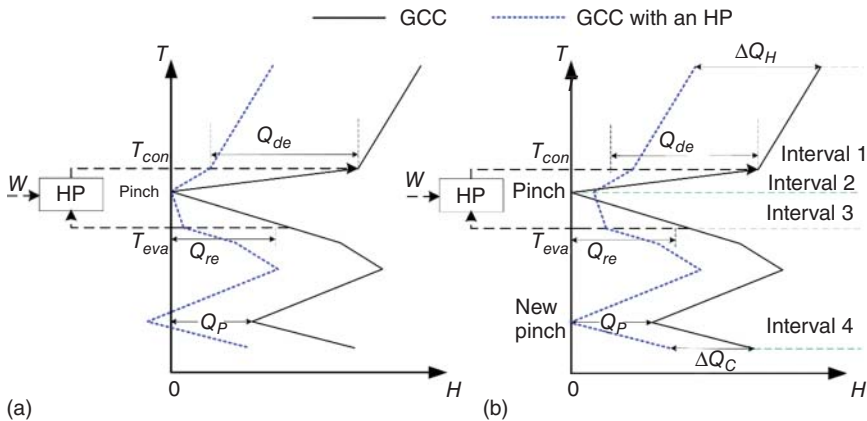 GCC GCC with an HP
T
T_con
Q_de
W
HP
Pinch
T_eva
Q_re
Q_P
0
H
(a)
T
ΔQ_H
T_con
Q_de
Interval 1
W
HP
Pinch
Interval 2
Interval 3
T_eva
Q_re
New
pinch
Q_P
Interval 4
ΔQ_C
0
H
(b)